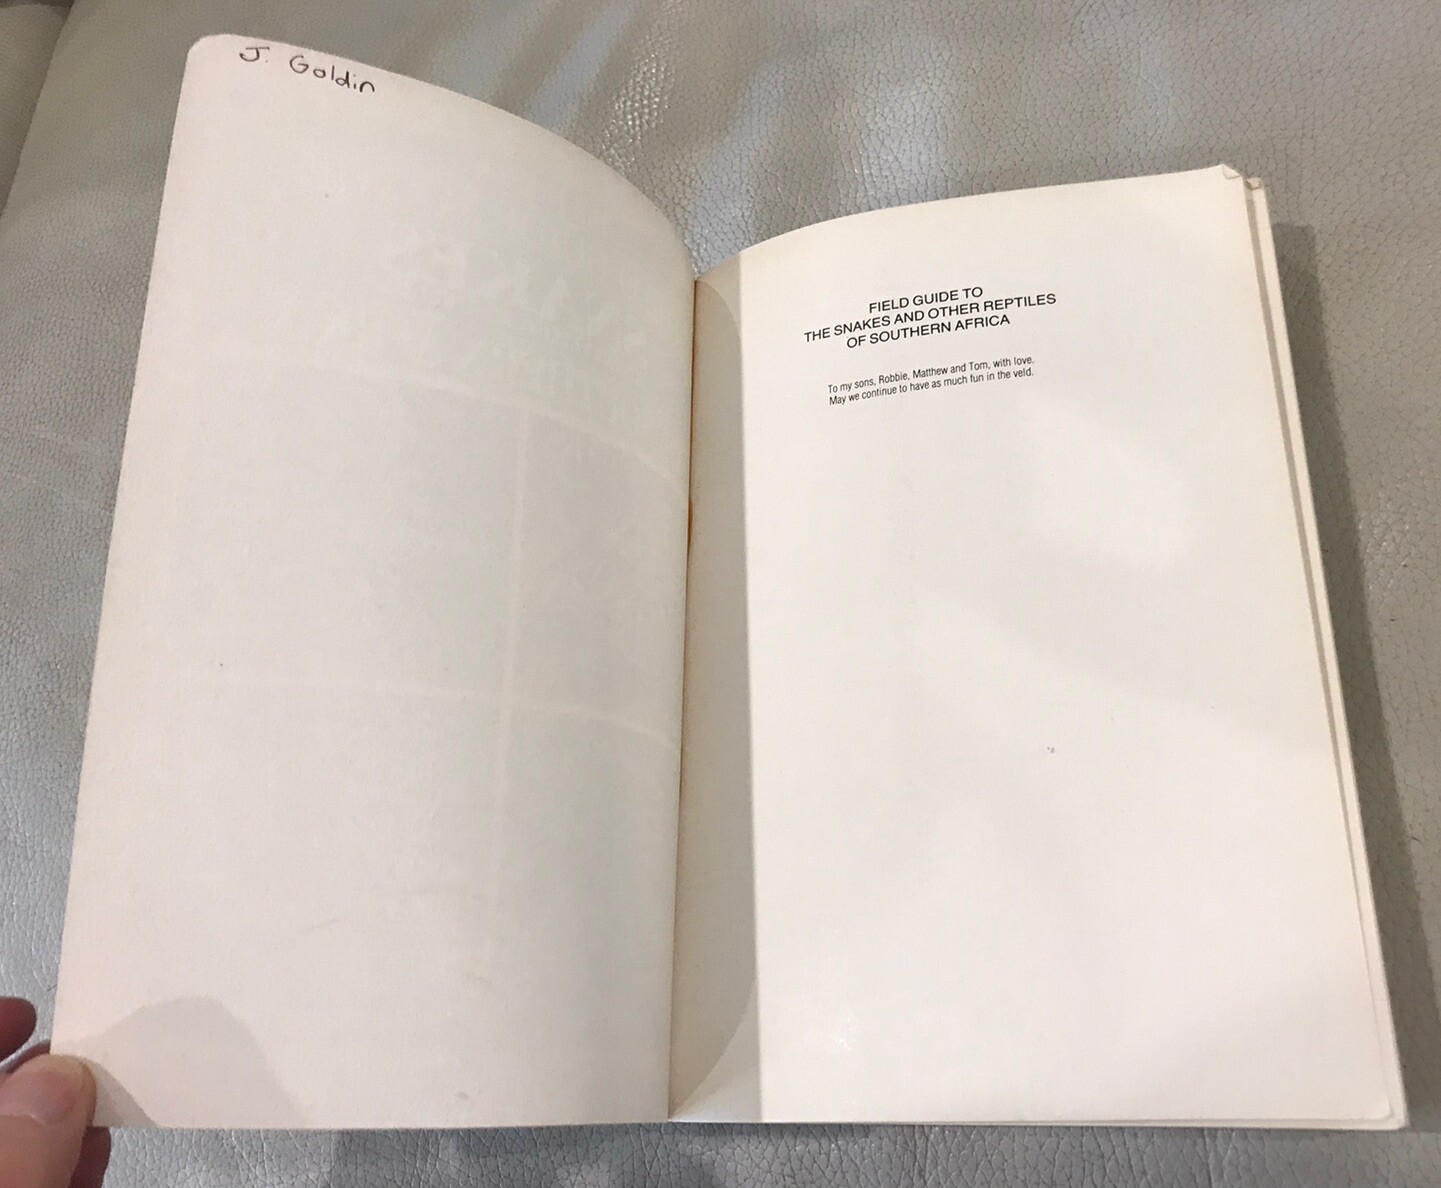 J. Goldin
FIELD GUIDE TO
THE SNAKES AND OTHER REPTILES
OF SOUTHERN AFRICA
To my sons, Robbie, Matthew and Tom, with love.
May we continue to have as much fun in the veld.